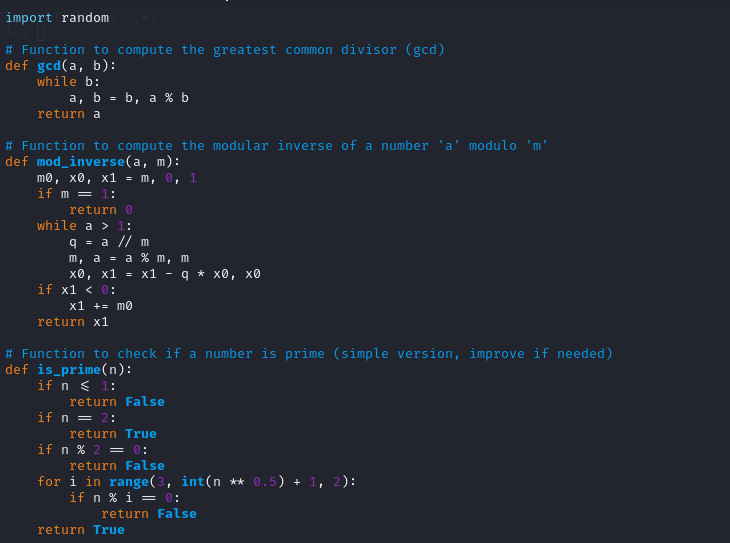 import random
# Function to compute the greatest common divisor (gcd)
def gcd(a, b):
    while b:
        a, b = b, a % b
    return a
# Function to compute the modular inverse of a number 'a' modulo 'm'
def mod_inverse(a, m):
    m0, x0, x1 = m, 0, 1
    if m == 1:
        return 0
    while a > 1:
        q = a // m
        m, a = a % m, m
        x0, x1 = x1 - q * x0, x0
    if x1 < 0:
        x1 += m0
    return x1
# Function to check if a number is prime (simple version, improve if needed)
def is_prime(n):
    if n <= 1:
        return False
    if n == 2:
        return True
    if n % 2 == 0:
        return False
    for i in range(3, int(n ** 0.5) + 1, 2):
        if n % i == 0:
            return False
    return True